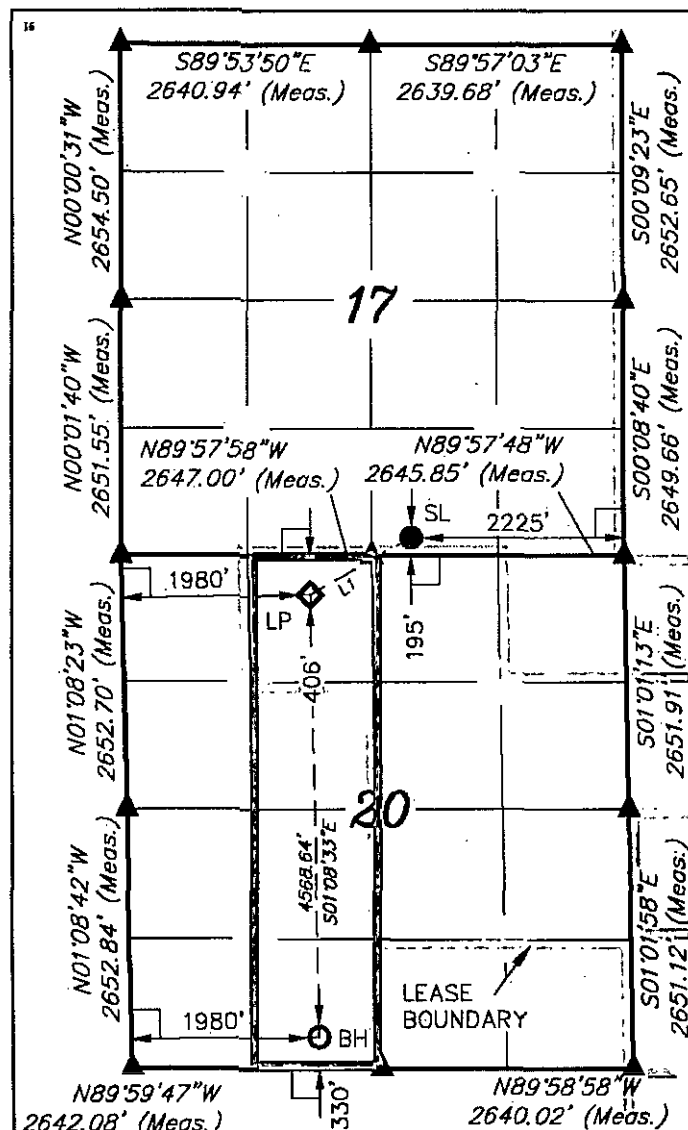 16
S89°53'50"E
2640.94' (Meas.)
S89°57'03"E
2639.68' (Meas.)
N00°00'31"W
2654.50' (Meas.)
S00°09'23"E
2652.65' (Meas.)
17
N00°01'40"W
2651.55' (Meas.)
S00°08'40"E
2649.66' (Meas.)
N89°57'58"W
2647.00' (Meas.)
N89°57'48"W
2645.85' (Meas.)
SL
2225'
1980'
LP
L1
195'
406'
N01°08'23"W
2652.70' (Meas.)
S01°01'13"E
2651.91' (Meas.)
20
4568.64'
S01°08'33"E
N01°08'42"W
2652.84' (Meas.)
S01°01'58"E
2651.12' (Meas.)
LEASE
BOUNDARY
1980'
BH
330'
N89°59'47"W
2642.08' (Meas.)
N89°58'58"W
2640.02' (Meas.)